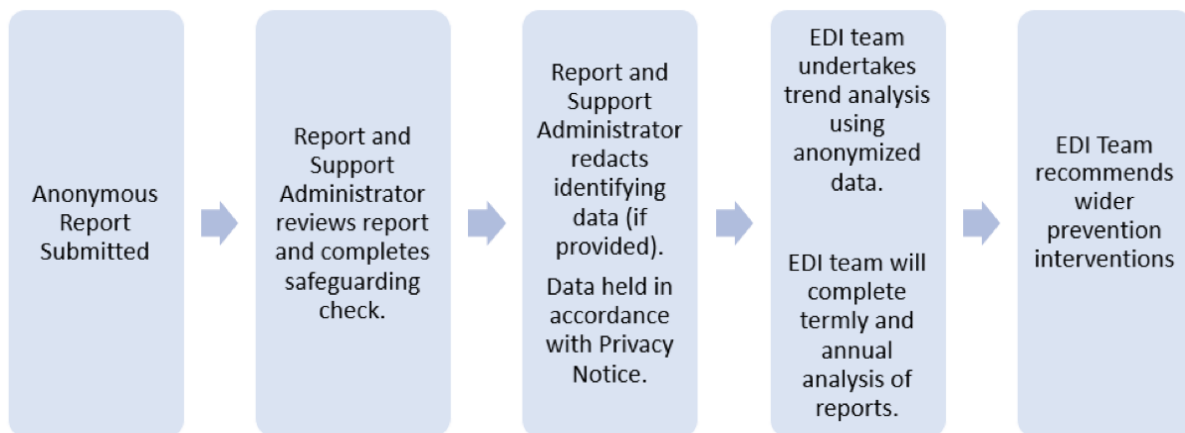 Anonymous
Report
Submitted
Report and
Support
Administrator
reviews report
and completes
safeguarding
check.
Report and
Support
Administrator
redacts
identifying
data (if
provided).
Data held in
accordance
with Privacy
Notice.
EDI team
undertakes
trend analysis
using
anonymized
data.
EDI team will
complete
termly and
annual
analysis of
reports.
EDI Team
recommends
wider
prevention
interventions